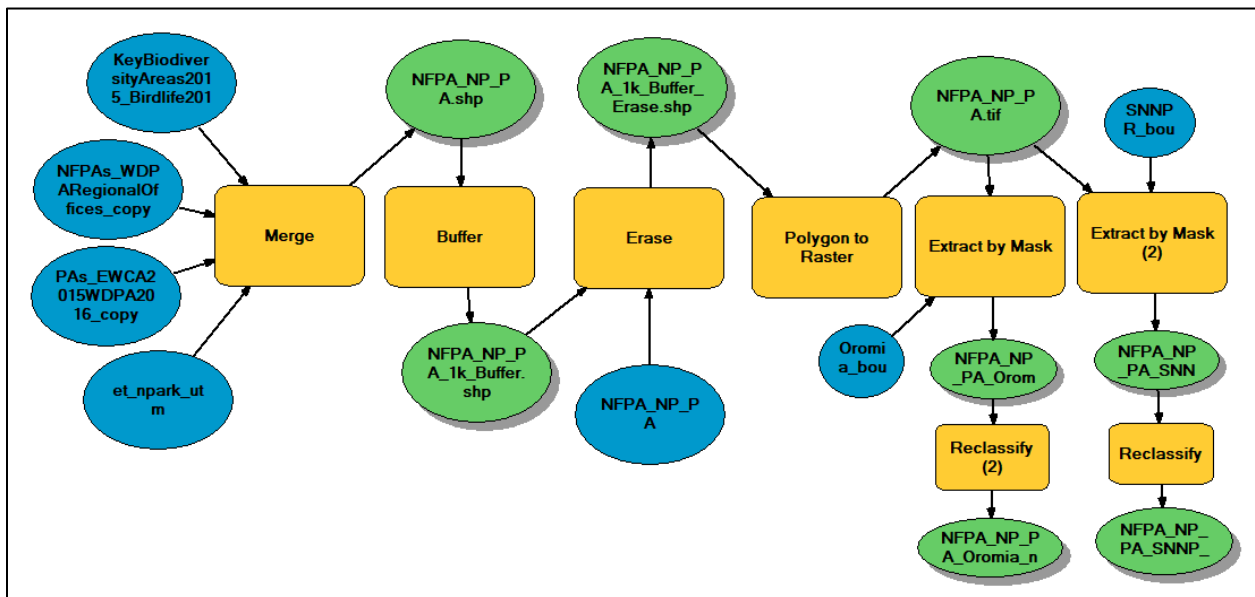 KeyBiodiver
sityAreas201
5_Birdlife201
NFPAs_WDP
ARegionalOf
fices_copy
PAs_EWCA2
015WDPA20
16_copy
et_npark_ut
m
Merge
NFPA_NP_P
A.shp
Buffer
NFPA_NP_P
A_1k_Buffer.
shp
NFPA_NP_P
A_1k_Buffer_
Erase.shp
Erase
NFPA_NP_P
A
Polygon to
Raster
NFPA_NP_P
A.tif
Extract by Mask
Oromi
a_bou
NFPA_NP
_PA_Orom
Reclassify
(2)
NFPA_NP_P
A_Oromia_n
SNNP
R_bou
Extract by Mask
(2)
NFPA_NP
_PA_SNN
Reclassify
NFPA_NP_
PA_SNNP_